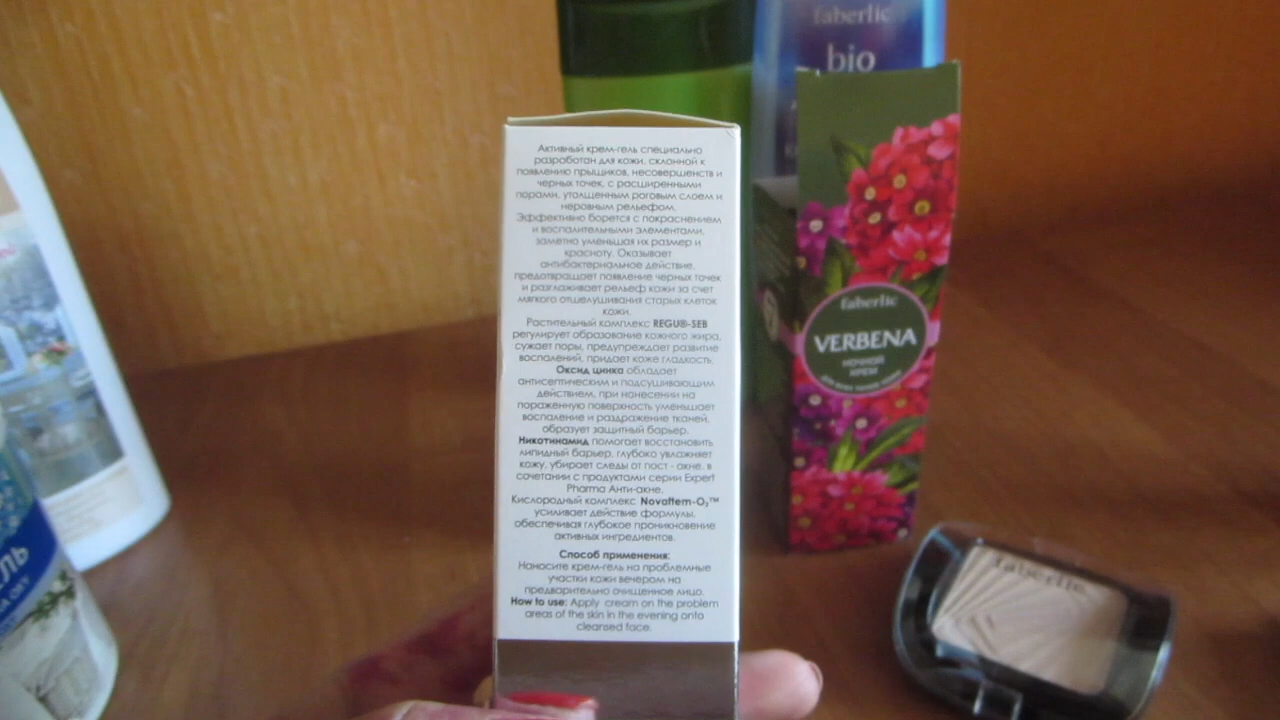 faberlic
bio
Активный крем-гель специально
разработан для кожи, склонной к
появлению прыщиков, несовершенств и
черных точек, с расширенными
порами, утолщенным роговым слоем и
неровным рельефом.
Эффективно борется с покраснением
и воспалительными элементами,
заметно уменьшая их размер и
красноту. Оказывает
антибактериальное действие,
предотвращает появление черных точек
и разглаживает рельеф кожи за счет
мягкого отшелушивания старых клеток
кожи.
Растительный комплекс REGU®-SEB
регулирует образование кожного жира,
сужает поры, предупреждает развитие
воспалений, придает коже гладкость.
Оксид цинка обладает
антисептическим и подсушивающим
действием, при нанесении на
пораженную поверхность уменьшает
воспаление и раздражение тканей,
образует защитный барьер.
Никотинамид помогает восстановить
липидный барьер, глубоко увлажняет
кожу, убирает следы от пост - акне, в
сочетании с продуктами серии Expert
Pharma Анти-акне.
Кислородный комплекс Novaftem-O₂™
усиливает действие формулы,
обеспечивая глубокое проникновение
активных ингредиентов.
Способ применения:
Наносите крем-гель на проблемные
участки кожи вечером на
предварительно очищенное лицо.
How to use: Apply cream on the problem
areas of the skin in the evening onto
cleansed face.
faberlic
VERBENA
НОЧНОЙ
КРЕМ
для всех типов кожи
faberlic